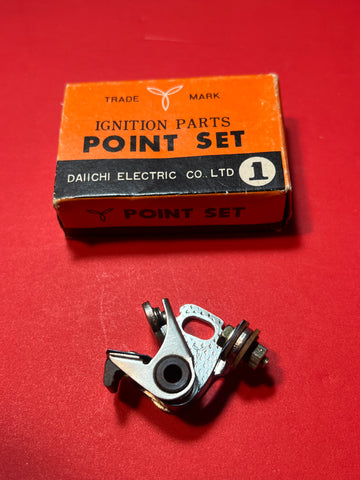 TRADE MARK
IGNITION PARTS
POINT SET
DAIICHI ELECTRIC CO. LTD 1
POINT SET